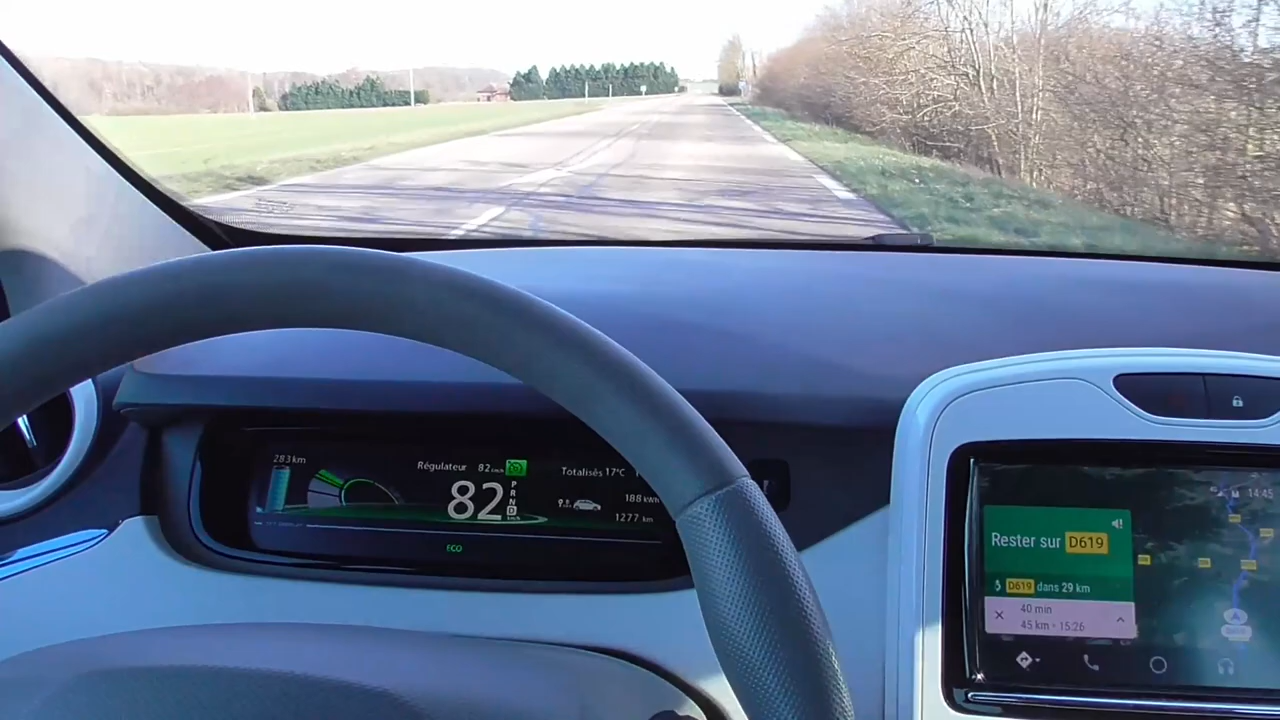 283 km
Régulateur 82 km/h
Totalisés 17°C
82
P
R
N
D
km/h
188 kWh
1277 km
ECO
14:45
Rester sur D619
D619 dans 29 km
40 min
45 km · 15:26